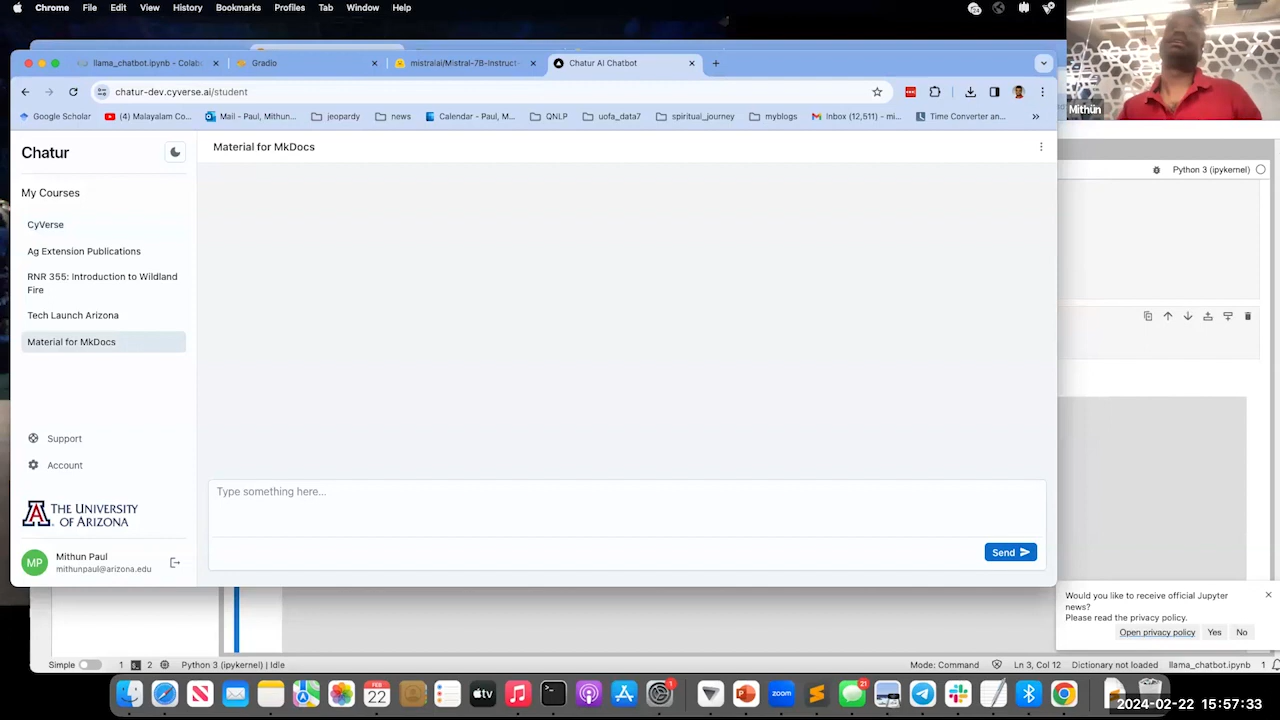 Chrome File Edit View History Bookmarks Profiles Tab Window Help
llama_chatbot.ipynb - Colab
Gradio
mistralai/Mistral-7B-Instruct-
Chatur AI Chatbot
chatur-dev.cyverse.ai/student
Google Scholar
(4) Malayalam Co...
Mail - Paul, Mithun...
jeopardy
news
Calendar - Paul, M...
QNLP
uofa_data7
spiritual_journey
myblogs
Inbox (12,511) - mi...
Time Converter an...
Mithun
Chatur
Material for MkDocs
My Courses
CyVerse
Ag Extension Publications
RNR 355: Introduction to Wildland
Fire
Tech Launch Arizona
Material for MkDocs
Support
Account
THE UNIVERSITY
OF ARIZONA
MP
Mithun Paul
mithunpaul@arizona.edu
Type something here...
Send
Python 3 (ipykernel)
Would you like to receive official Jupyter
news?
Please read the privacy policy.
Open privacy policy Yes No
Simple 1 2 Python 3 (ipykernel) | Idle
Mode: Command Ln 3, Col 12 Dictionary not loaded llama_chatbot.ipynb 1
FEB
22
tv
zoom
21
1
2024-02-22 15:57:33